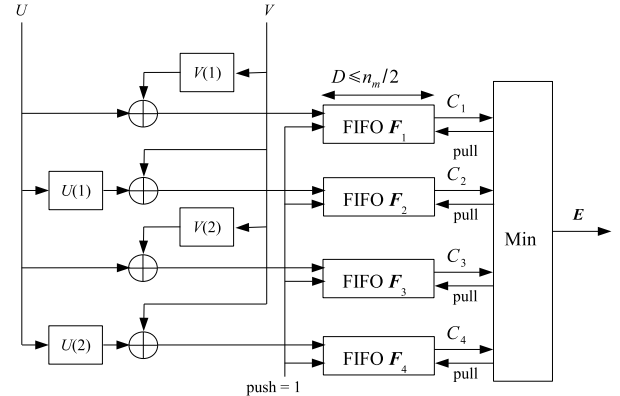 U
V
V(1)
D≤n_m/2
FIFO F_1
C_1
pull
U(1)
FIFO F_2
C_2
pull
V(2)
Min
E
FIFO F_3
C_3
pull
U(2)
FIFO F_4
C_4
pull
push = 1